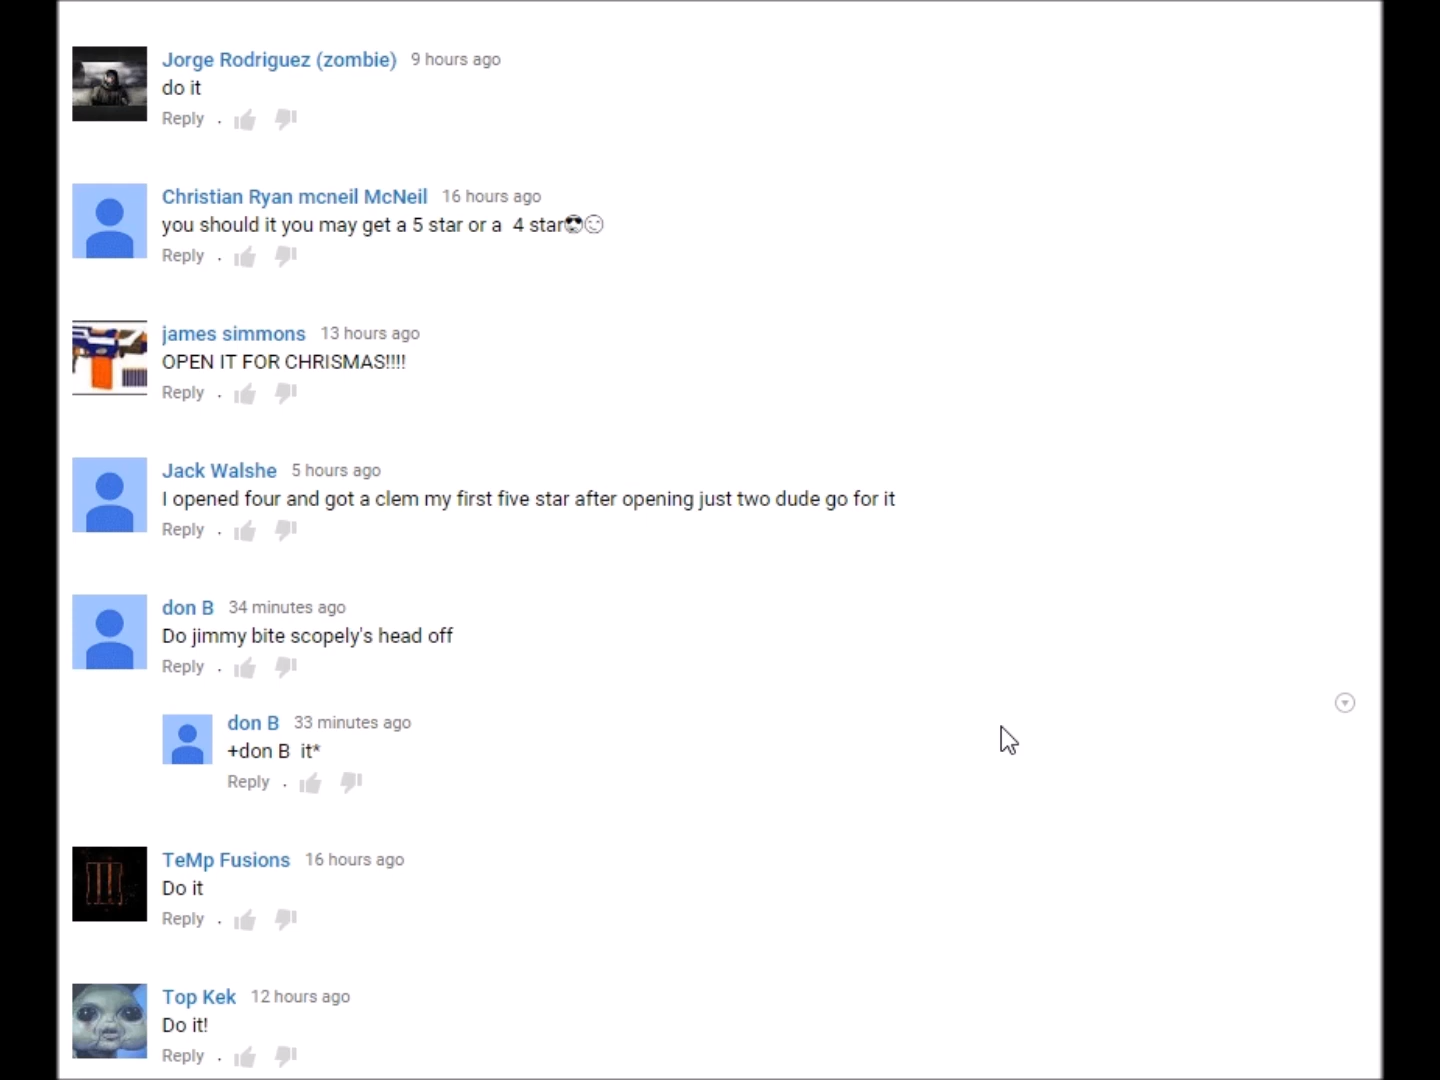 Jorge Rodriguez (zombie) 9 hours ago
do it
Reply .
Christian Ryan mcneil McNeil 16 hours ago
you should it you may get a 5 star or a  4 star😎☺
Reply .
james simmons 13 hours ago
OPEN IT FOR CHRISMAS!!!!
Reply .
Jack Walshe 5 hours ago
I opened four and got a clem my first five star after opening just two dude go for it
Reply .
don B 34 minutes ago
Do jimmy bite scopely's head off
Reply .
don B 33 minutes ago
+don B  it*
Reply .
TeMp Fusions 16 hours ago
Do it
Reply .
Top Kek 12 hours ago
Do it!
Reply .